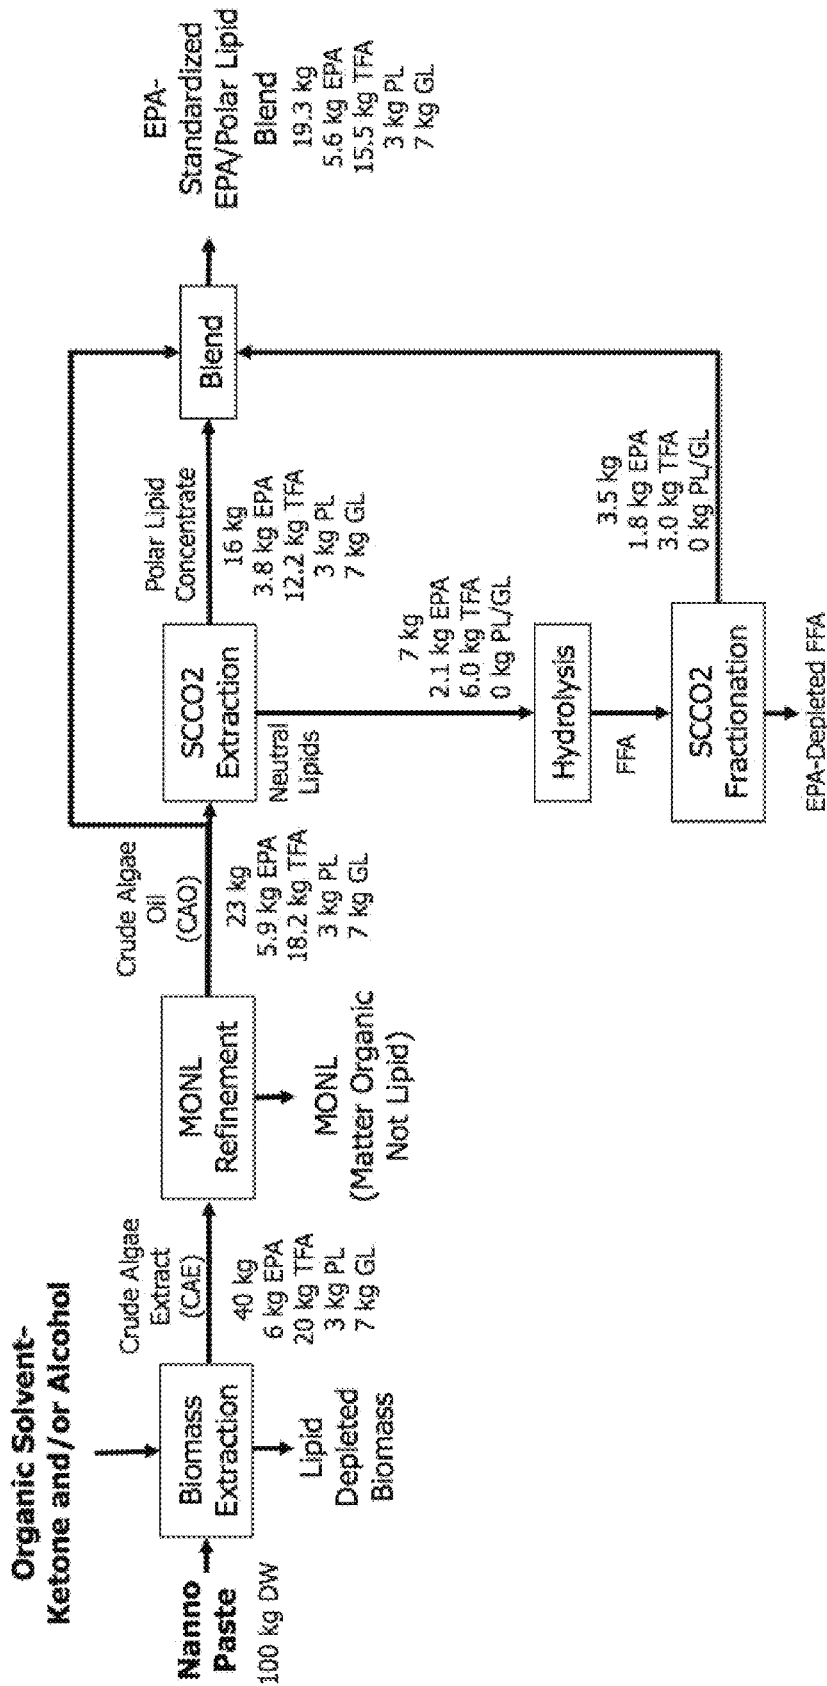 Organic Solvent-
Ketone and/or Alcohol
Nanno
Paste
100 kg DW
Biomass
Extraction
Lipid
Depleted
Biomass
Crude Algae
Extract
(CAE)
40 kg
6 kg EPA
20 kg TFA
3 kg PL
7 kg GL
MONL
Refinement
MONL
(Matter Organic
Not Lipid)
Crude Algae
Oil
(CAO)
23 kg
5.9 kg EPA
18.2 kg TFA
3 kg PL
7 kg GL
SCCO2
Extraction
Neutral
Lipids
7 kg
2.1 kg EPA
6.0 kg TFA
0 kg PL/GL
Hydrolysis
FFA
SCCO2
Fractionation
EPA-Depleted FFA
3.5 kg
1.8 kg EPA
3.0 kg TFA
0 kg PL/GL
Polar Lipid
Concentrate
16 kg
3.8 kg EPA
12.2 kg TFA
3 kg PL
7 kg GL
Blend
EPA-
Standardized
EPA/Polar Lipid
Blend
19.3 kg
5.6 kg EPA
15.5 kg TFA
3 kg PL
7 kg GL